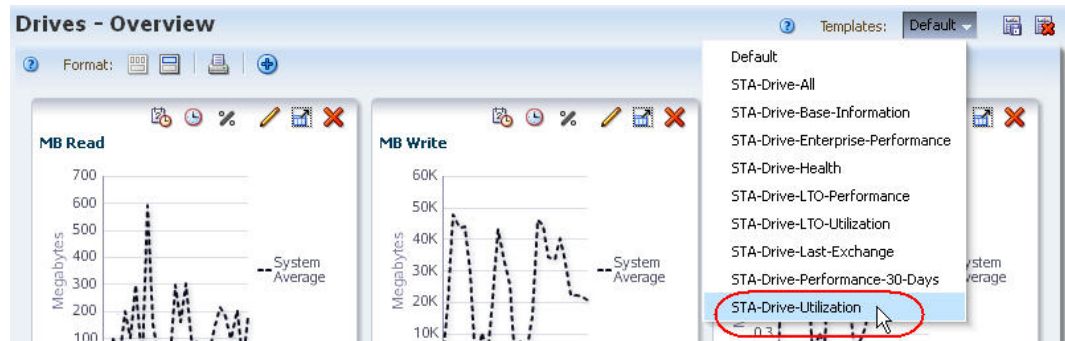 Drives - Overview
Templates: Default
Format:
Default
STA-Drive-All
STA-Drive-Base-Information
STA-Drive-Enterprise-Performance
STA-Drive-Health
STA-Drive-LTO-Performance
STA-Drive-LTO-Utilization
STA-Drive-Last-Exchange
STA-Drive-Performance-30-Days
STA-Drive-Utilization
MB Read
700
600
500
400
300
200
100
Megabytes
System
Average
MB Write
60K
50K
40K
30K
20K
10K
Megabytes
System
Average
0.3
ystem
verage